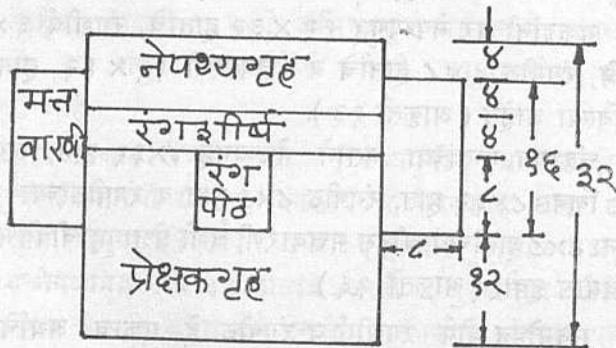 नेपथ्यगृह
मत्त
वारणी
रंगशीर्ष
रंग
पीठ
प्रेक्षकगृह
४
४
४
८
१२
१६
३२
८